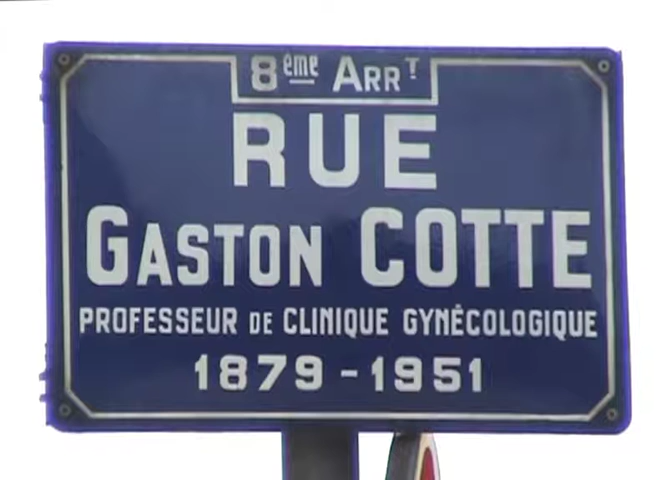 8ème ARRT
RUE
GASTON COTTE
PROFESSEUR DE CLINIQUE GYNÉCOLOGIQUE
1879 - 1951